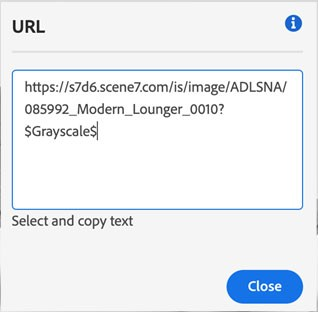 URL
https://s7d6.scene7.com/is/image/ADLSNA/
085992_Modern_Lounger_0010?
$Grayscale$
Select and copy text
Close